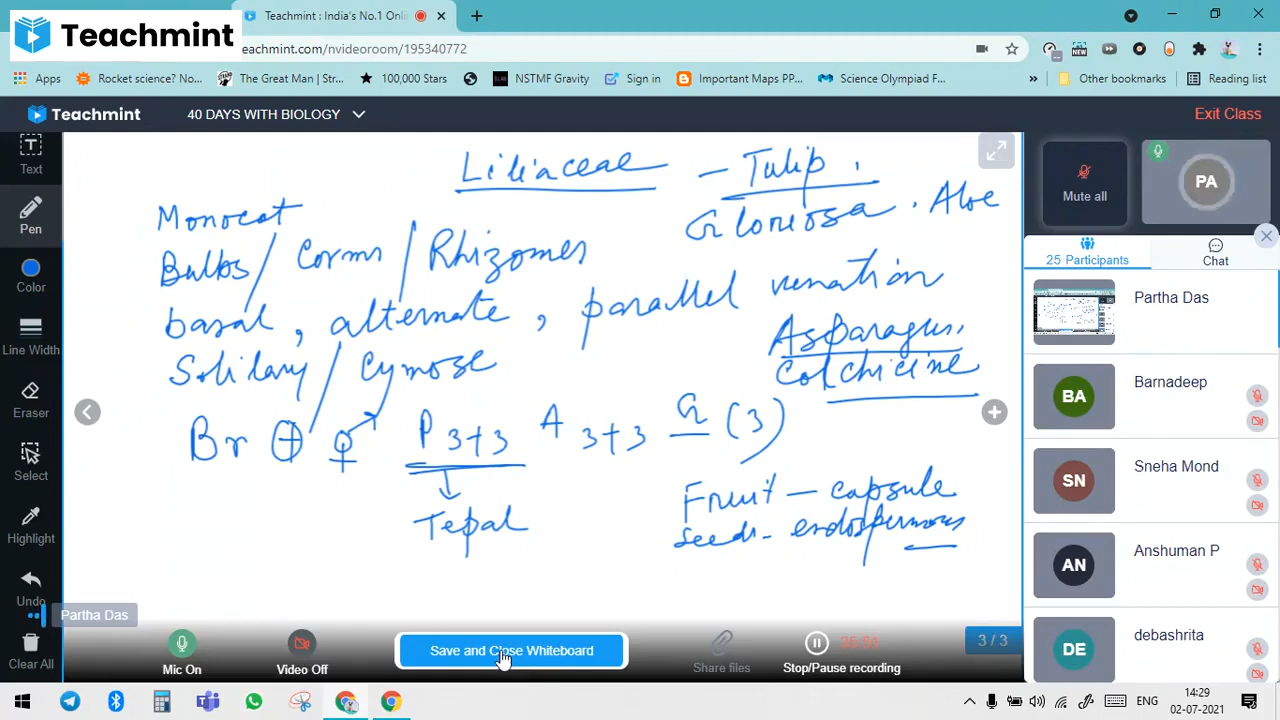 Teachmint
Teachmint: India's No.1 Onli
eachmint.com/nvideoroom/195340772
Apps
Rocket science? No...
The Great Man | Str...
100,000 Stars
NSTMF Gravity
Sign in
Important Maps PP...
Science Olympiad F...
»
Other bookmarks
Reading list
Teachmint
40 DAYS WITH BIOLOGY
Exit Class
Text
Pen
Color
Line Width
Eraser
Select
Highlight
Undo
Clear All
Liliaceae – Tulip.
Gloriosa. Aloe
Monocot
Bulbs / Corms / Rhizomes
basal, alternate, parallel venation
Asparagus.
Solitary / Cymose
Colchicine
Br ⊕ ⚥ P 3+3 A 3+3 G (3)
Tepal
Fruit – capsule
seeds - endospermous
Partha Das
Mic On
Video Off
Save and Close Whiteboard
Share files
Stop/Pause recording
3 / 3
Mute all
PA
25 Participants
Chat
Partha Das
BA
Barnadeep
SN
Sneha Mond
AN
Anshuman P
DE
debashrita
ENG
14:29
02-07-2021